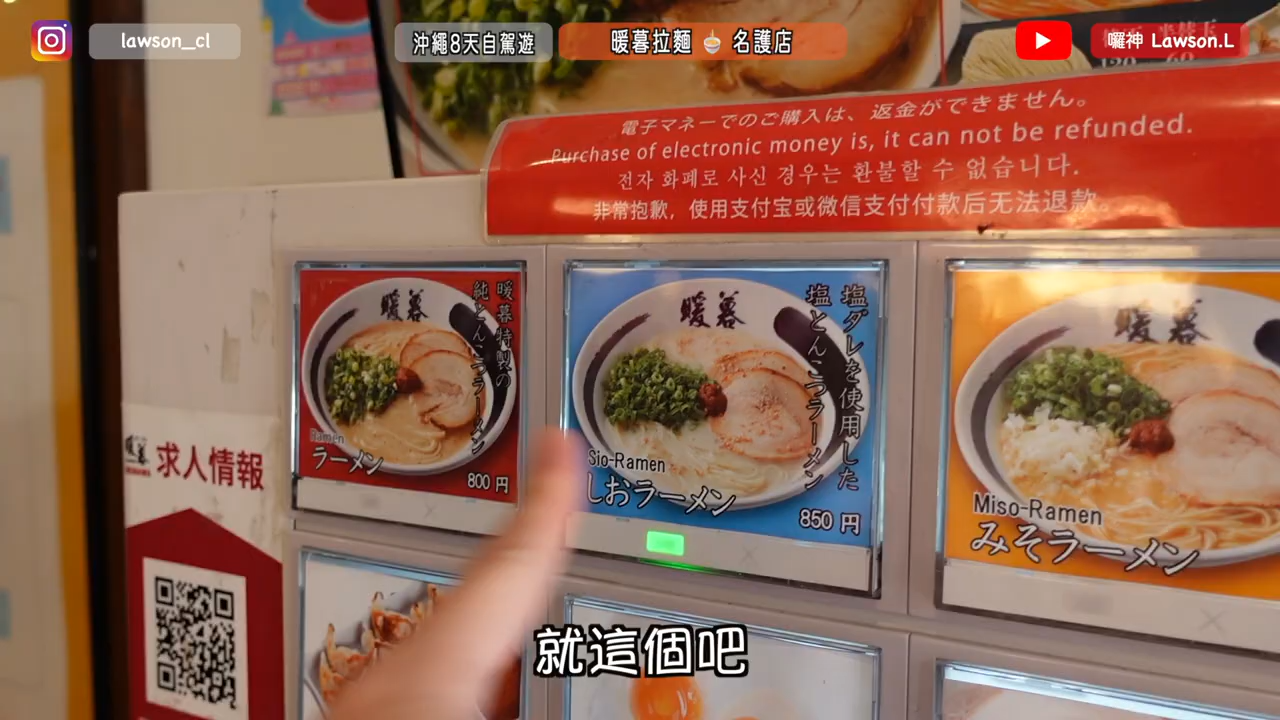 lawson_cl
沖繩8天自駕遊
暖暮拉麵 🍜 名護店
囉神 Lawson.L
電子マネーでのご購入は、返金ができません。
Purchase of electronic money is, it can not be refunded.
전자 화폐로 사신 경우는 환불할 수 없습니다.
非常抱歉，使用支付宝或微信支付付款后无法退款。
暖暮
暖暮特製の
純とんこつラーメン
Ramen
ラーメン
800円
暖暮
塩ダレを使用した
塩とんこつラーメン
Sio-Ramen
しおラーメン
850円
暖暮
Miso-Ramen
みそラーメン
暖暮
求人情報
就這個吧